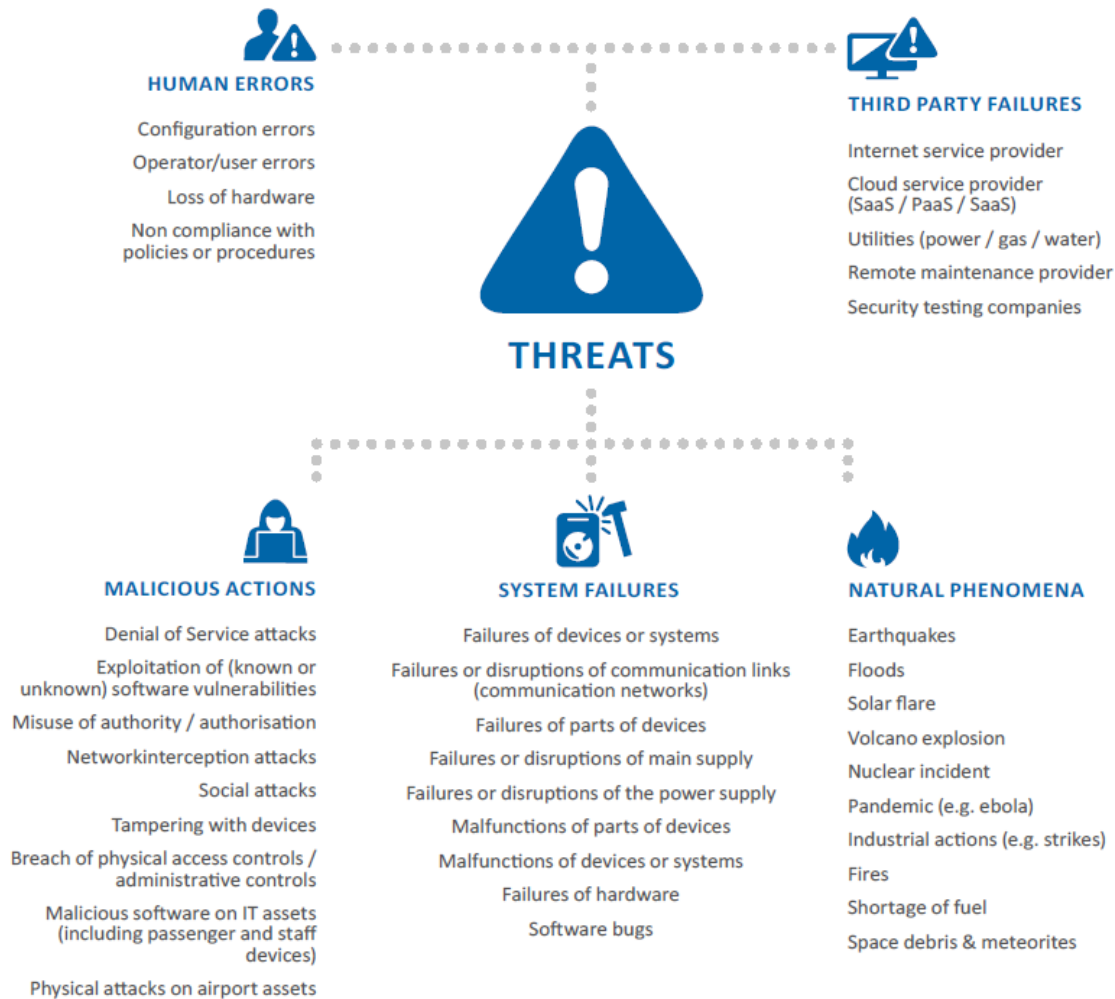 HUMAN ERRORS
Configuration errors
Operator/user errors
Loss of hardware
Non compliance with
policies or procedures
THIRD PARTY FAILURES
Internet service provider
Cloud service provider
(SaaS / PaaS / SaaS)
Utilities (power / gas / water)
Remote maintenance provider
Security testing companies
THREATS
MALICIOUS ACTIONS
Denial of Service attacks
Exploitation of (known or
unknown) software vulnerabilities
Misuse of authority / authorisation
Networkinterception attacks
Social attacks
Tampering with devices
Breach of physical access controls /
administrative controls
Malicious software on IT assets
(including passenger and staff
devices)
Physical attacks on airport assets
SYSTEM FAILURES
Failures of devices or systems
Failures or disruptions of communication links
(communication networks)
Failures of parts of devices
Failures or disruptions of main supply
Failures or disruptions of the power supply
Malfunctions of parts of devices
Malfunctions of devices or systems
Failures of hardware
Software bugs
NATURAL PHENOMENA
Earthquakes
Floods
Solar flare
Volcano explosion
Nuclear incident
Pandemic (e.g. ebola)
Industrial actions (e.g. strikes)
Fires
Shortage of fuel
Space debris & meteorites